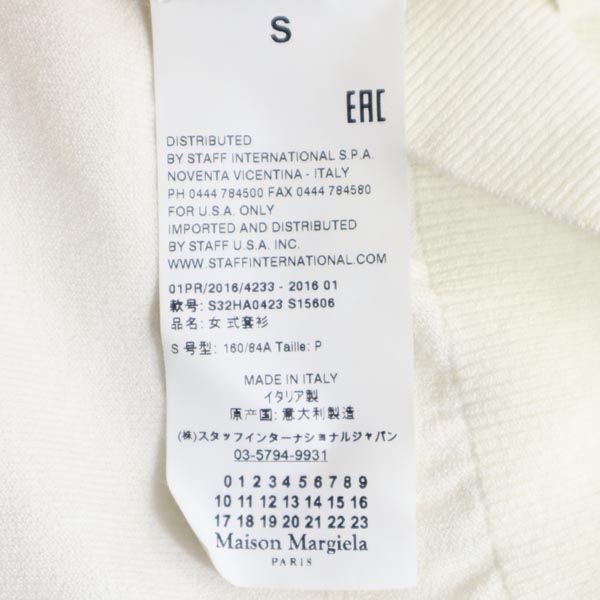 S
EAC
DISTRIBUTED
BY STAFF INTERNATIONAL S.P.A.
NOVENTA VICENTINA - ITALY
PH 0444 784500 FAX 0444 784580
FOR U.S.A. ONLY
IMPORTED AND DISTRIBUTED
BY STAFF U.S.A. INC.
WWW.STAFFINTERNATIONAL.COM
01PR/2016/4233 - 2016 01
款号: S32HA0423 S15606
品名: 女 式套衫
S 号型: 160/84A Taille: P
MADE IN ITALY
イタリア製
原产国: 意大利製造
(株)スタッフインターナショナルジャパン
03-5794-9931
0 1 2 3 4 5 6 7 8 9
10 11 12 13 14 15 16
17 18 19 20 21 22 23
Maison Margiela
PARIS